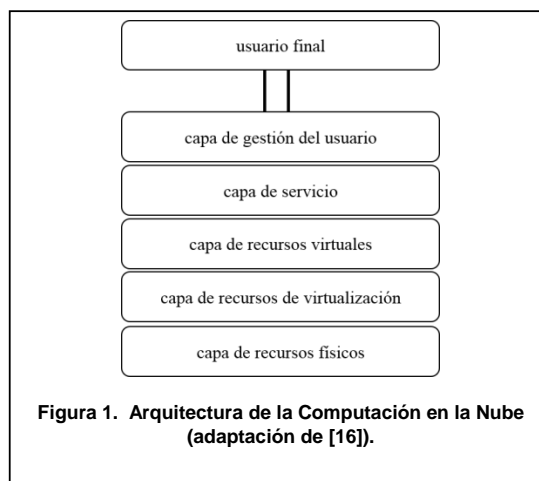 usuario final
capa de gestión del usuario
capa de servicio
capa de recursos virtuales
capa de recursos de virtualización
capa de recursos físicos
Figura 1. Arquitectura de la Computación en la Nube
(adaptación de [16]).